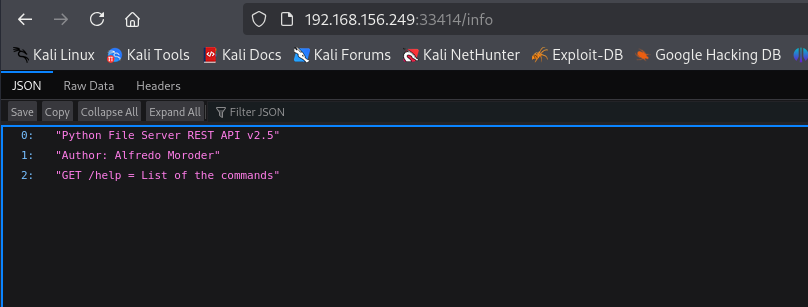 192.168.156.249:33414/info
Kali Linux Kali Tools Kali Docs Kali Forums Kali NetHunter Exploit-DB Google Hacking DB
JSON Raw Data Headers
Save Copy Collapse All Expand All Filter JSON
0: "Python File Server REST API v2.5"
1: "Author: Alfredo Moroder"
2: "GET /help = List of the commands"